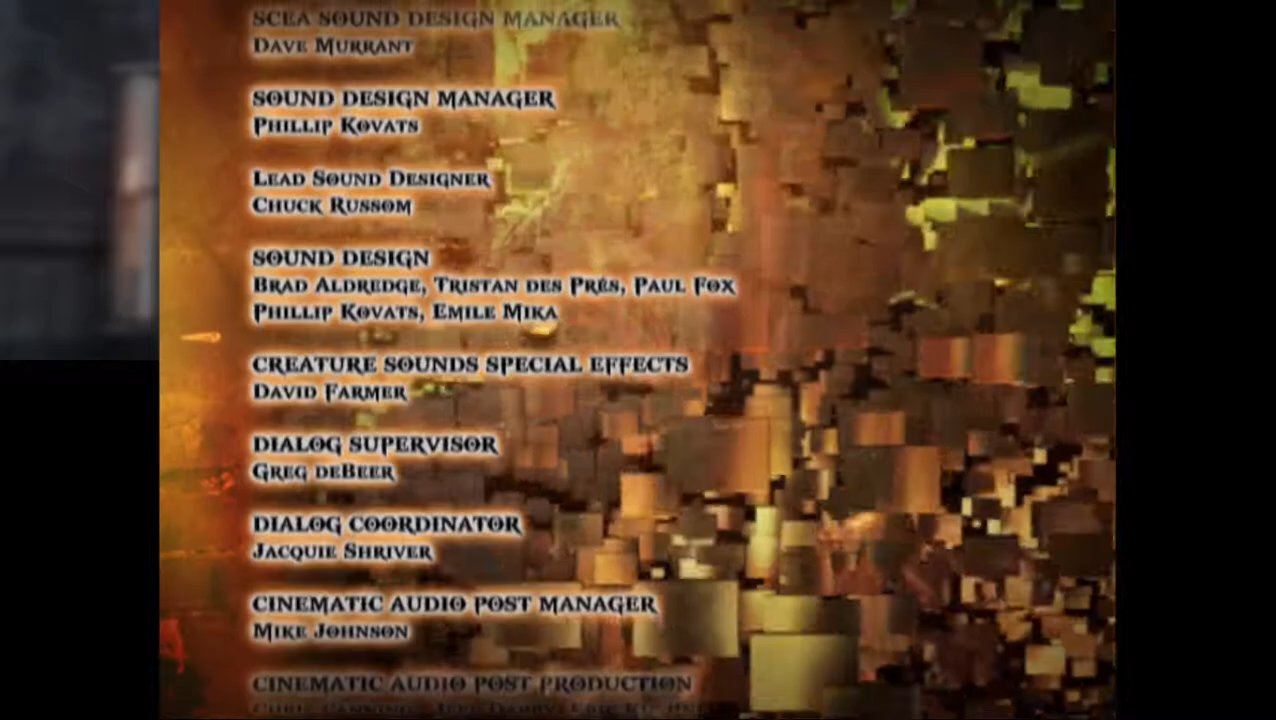 SCEA SOUND DESIGN MANAGER
DAVE MURRANT
SOUND DESIGN MANAGER
PHILLIP KOVATS
LEAD SOUND DESIGNER
CHUCK RUSSOM
SOUND DESIGN
BRAD ALDREDGE, TRISTAN DES PRÉS, PAUL FOX
PHILLIP KOVATS, EMILE MIKA
CREATURE SOUNDS SPECIAL EFFECTS
DAVID FARMER
DIALOG SUPERVISOR
GREG DEBEER
DIALOG COORDINATOR
JACQUIE SHRIVER
CINEMATIC AUDIO POST MANAGER
MIKE JOHNSON
CINEMATIC AUDIO POST PRODUCTION